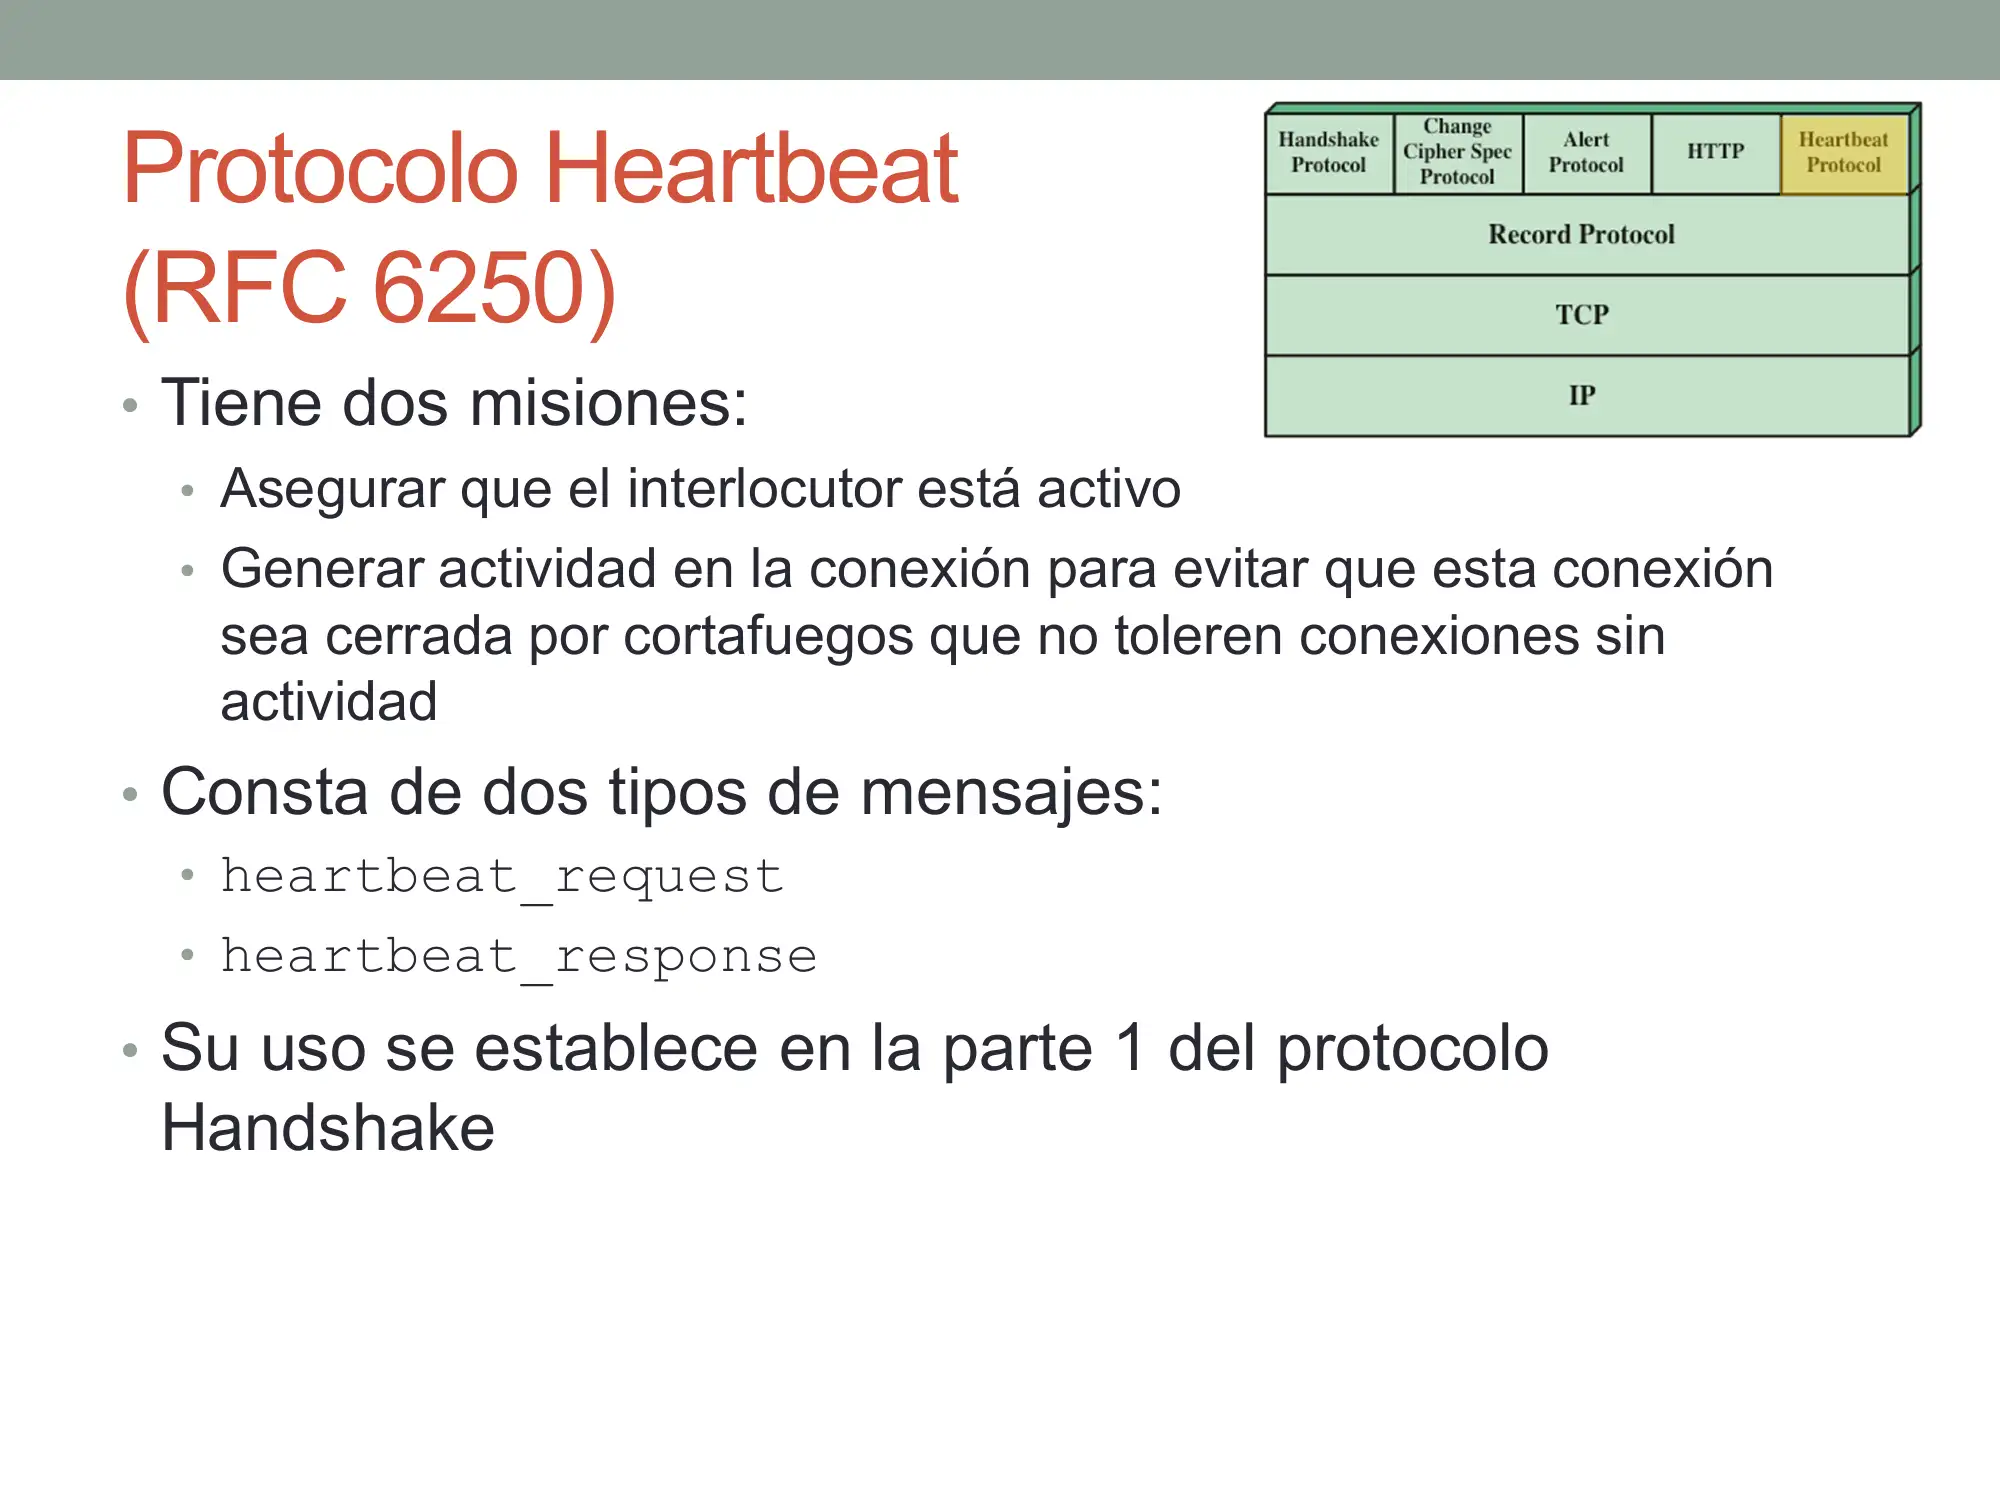 Protocolo Heartbeat
(RFC 6250)
Handshake
Protocol
Change
Cipher Spec
Protocol
Alert
Protocol
HTTP
Heartbeat
Protocol
Record Protocol
TCP
IP
• Tiene dos misiones:
• Asegurar que el interlocutor está activo
• Generar actividad en la conexión para evitar que esta conexión
sea cerrada por cortafuegos que no toleren conexiones sin
actividad
• Consta de dos tipos de mensajes:
• heartbeat_request
• heartbeat_response
• Su uso se establece en la parte 1 del protocolo
Handshake